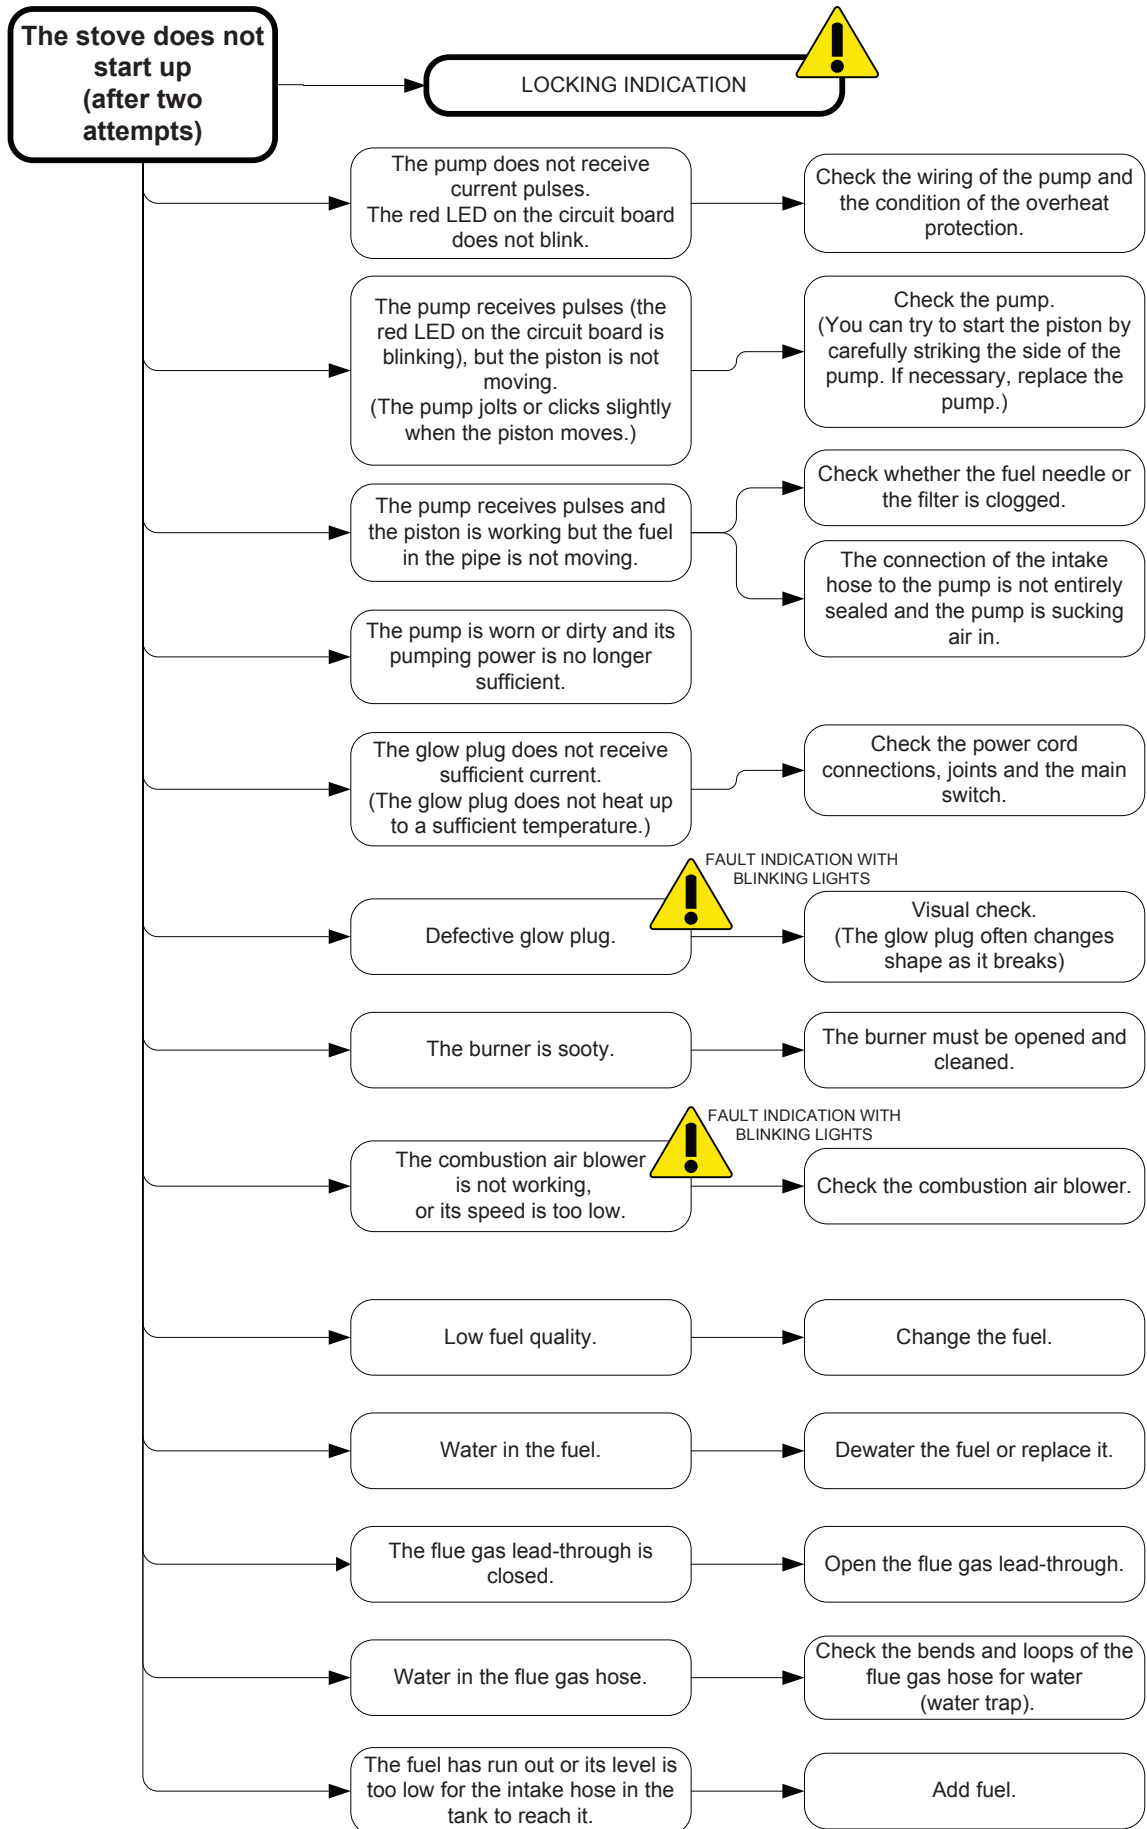 The stove does not
start up
(after two
attempts)
LOCKING INDICATION
The pump does not receive
current pulses.
The red LED on the circuit board
does not blink.
Check the wiring of the pump and
the condition of the overheat
protection.
The pump receives pulses (the
red LED on the circuit board is
blinking), but the piston is not
moving.
(The pump jolts or clicks slightly
when the piston moves.)
Check the pump.
(You can try to start the piston by
carefully striking the side of the
pump. If necessary, replace the
pump.)
The pump receives pulses and
the piston is working but the fuel
in the pipe is not moving.
Check whether the fuel needle or
the filter is clogged.
The connection of the intake
hose to the pump is not entirely
sealed and the pump is sucking
air in.
The pump is worn or dirty and its
pumping power is no longer
sufficient.
The glow plug does not receive
sufficient current.
(The glow plug does not heat up
to a sufficient temperature.)
Check the power cord
connections, joints and the main
switch.
FAULT INDICATION WITH
BLINKING LIGHTS
Defective glow plug.
Visual check.
(The glow plug often changes
shape as it breaks)
The burner is sooty.
The burner must be opened and
cleaned.
FAULT INDICATION WITH
BLINKING LIGHTS
The combustion air blower
is not working,
or its speed is too low.
Check the combustion air blower.
Low fuel quality.
Change the fuel.
Water in the fuel.
Dewater the fuel or replace it.
The flue gas lead-through is
closed.
Open the flue gas lead-through.
Water in the flue gas hose.
Check the bends and loops of the
flue gas hose for water
(water trap).
The fuel has run out or its level is
too low for the intake hose in the
tank to reach it.
Add fuel.